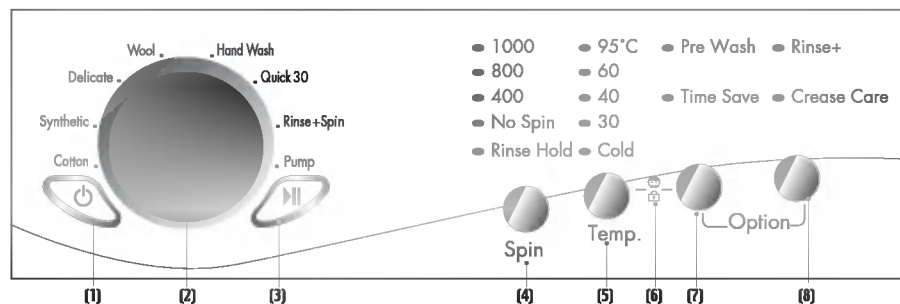 Wool Hand Wash
Delicate Quick 30
Synthetic Rinse+Spin
Cotton Pump
1000 95°C Pre Wash Rinse+
800 60
400 40 Time Save Crease Care
No Spin 30
Rinse Hold Cold
Spin Temp. Option
(1) (2) (3) (4) (5) (6) (7) (8)